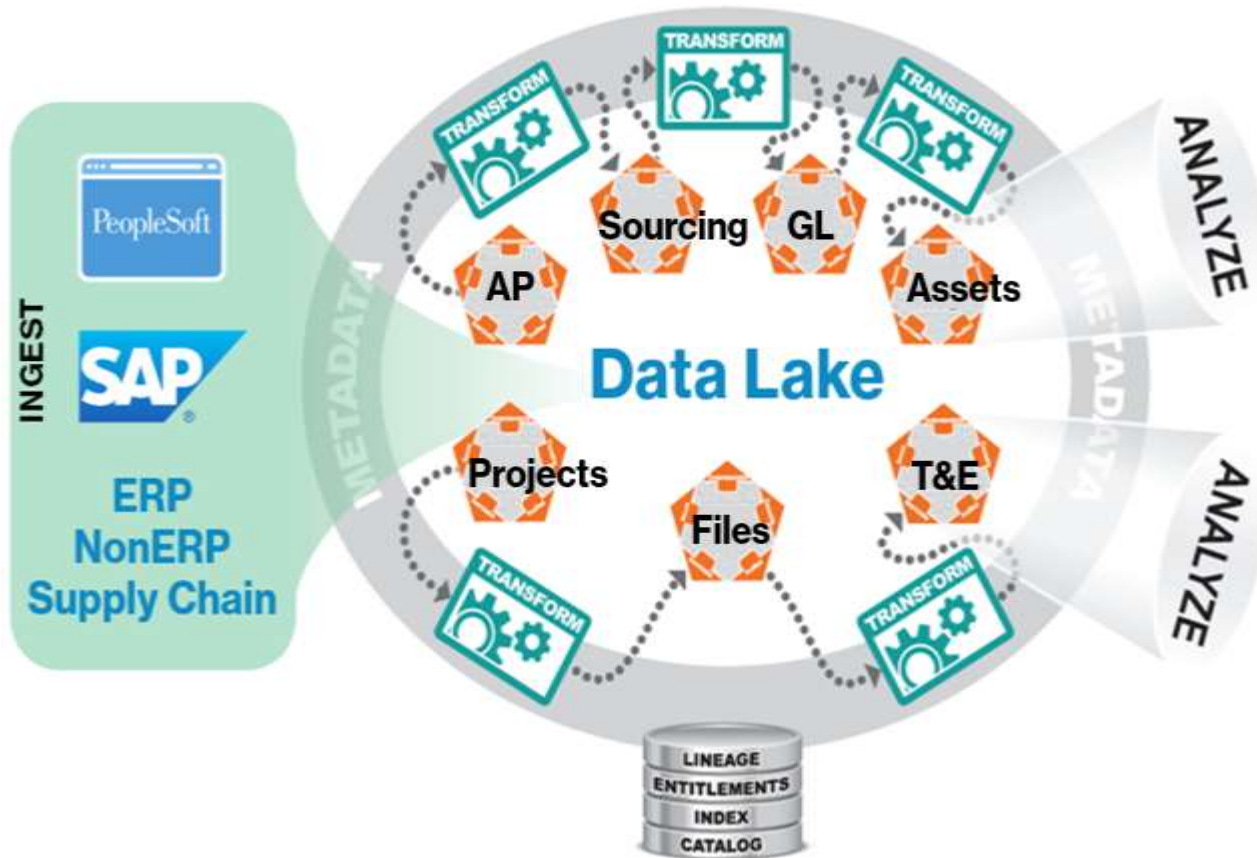 INGEST
PeopleSoft
SAP
®
ERP
NonERP
Supply Chain
METADATA
TRANSFORM
TRANSFORM
TRANSFORM
AP
Sourcing
GL
Assets
Data Lake
Projects
Files
T&E
TRANSFORM
TRANSFORM
METADATA
ANALYZE
ANALYZE
LINEAGE
ENTITLEMENTS
INDEX
CATALOG